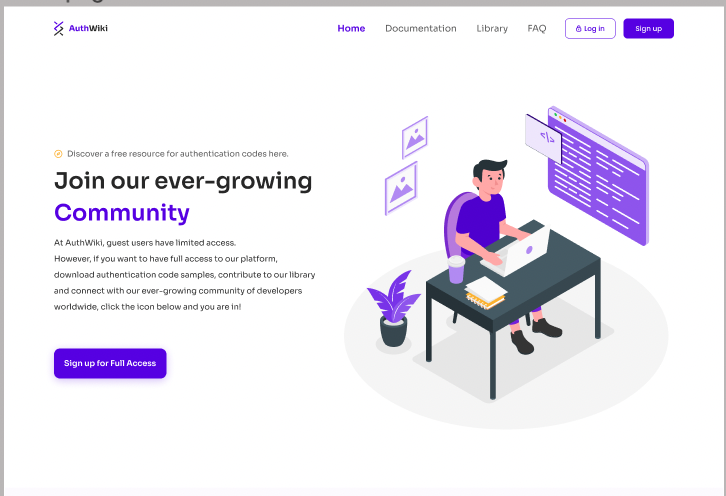 AuthWiki
Home Documentation Library FAQ Log in Sign up
Discover a free resource for authentication codes here.
Join our ever-growing
Community
At AuthWiki, guest users have limited access.
However, if you want to have full access to our platform,
download authentication code samples, contribute to our library
and connect with our ever-growing community of developers
worldwide, click the icon below and you are in!
Sign up for Full Access